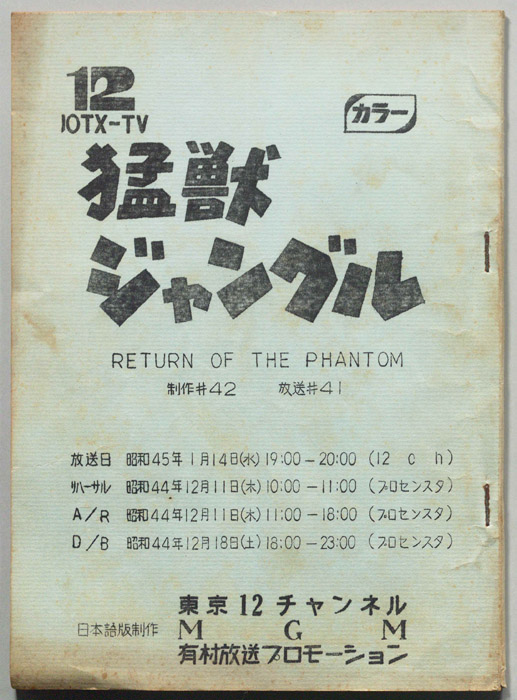 12
JOTX-TV
カラー
猛獣
ジャングル
RETURN OF THE PHANTOM
制作#42 放送#41
放送日 昭和45年1月14日(水)19:00-20:00 (12 ch)
リハーサル 昭和44年12月11日(木)10:00-11:00 (プロセンスタ)
A/R 昭和44年12月11日(木)11:00-18:00 (プロセンスタ)
D/B 昭和44年12月18日(土)18:00-23:00 (プロセンスタ)
東京12チャンネル
日本語版制作 M G M
有村放送プロモーション